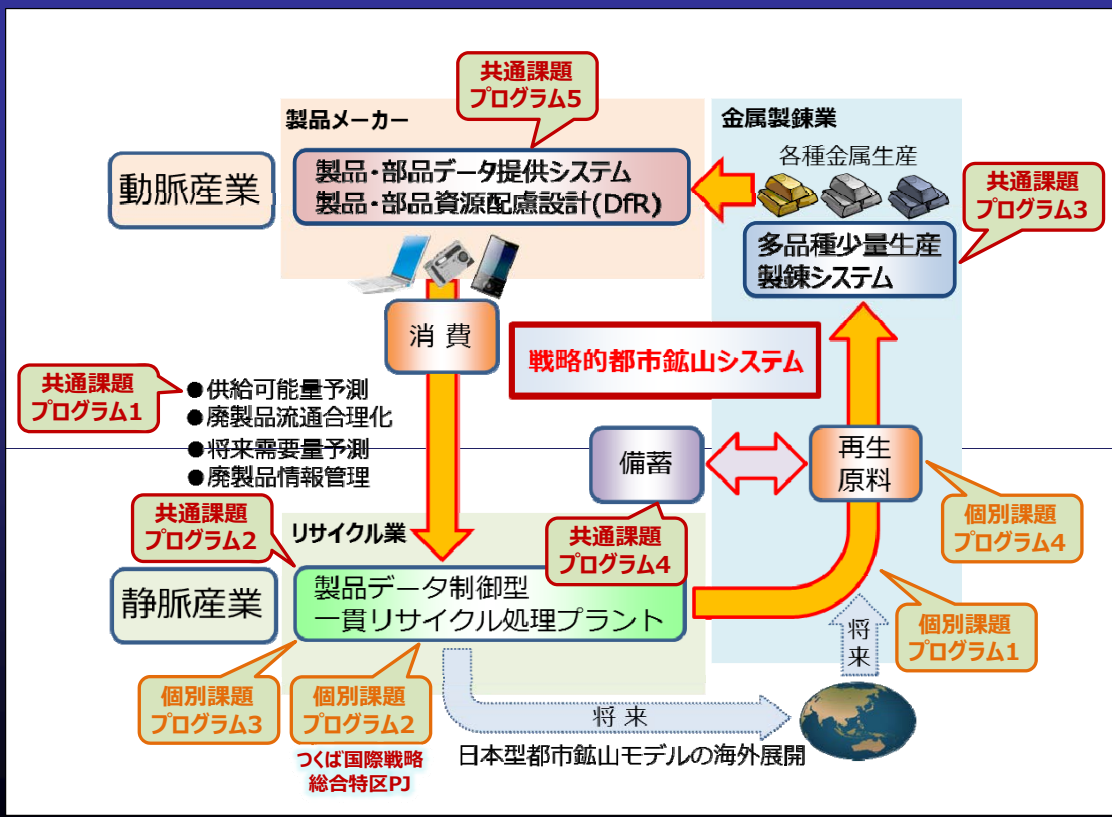 共通課題
プログラム5
製品メーカー
金属製錬業
動脈産業
製品・部品データ提供システム
製品・部品資源配慮設計(DfR)
各種金属生産
共通課題
プログラム3
多品種少量生産
製錬システム
消 費
戦略的都市鉱山システム
共通課題
プログラム1
●供給可能量予測
●廃製品流通合理化
●将来需要量予測
●廃製品情報管理
備蓄
再生
原料
共通課題
プログラム2
リサイクル業
共通課題
プログラム4
個別課題
プログラム4
静脈産業
製品データ制御型
一貫リサイクル処理プラント
将
来
個別課題
プログラム1
個別課題
プログラム3
個別課題
プログラム2
将 来
つくば国際戦略
総合特区PJ
日本型都市鉱山モデルの海外展開